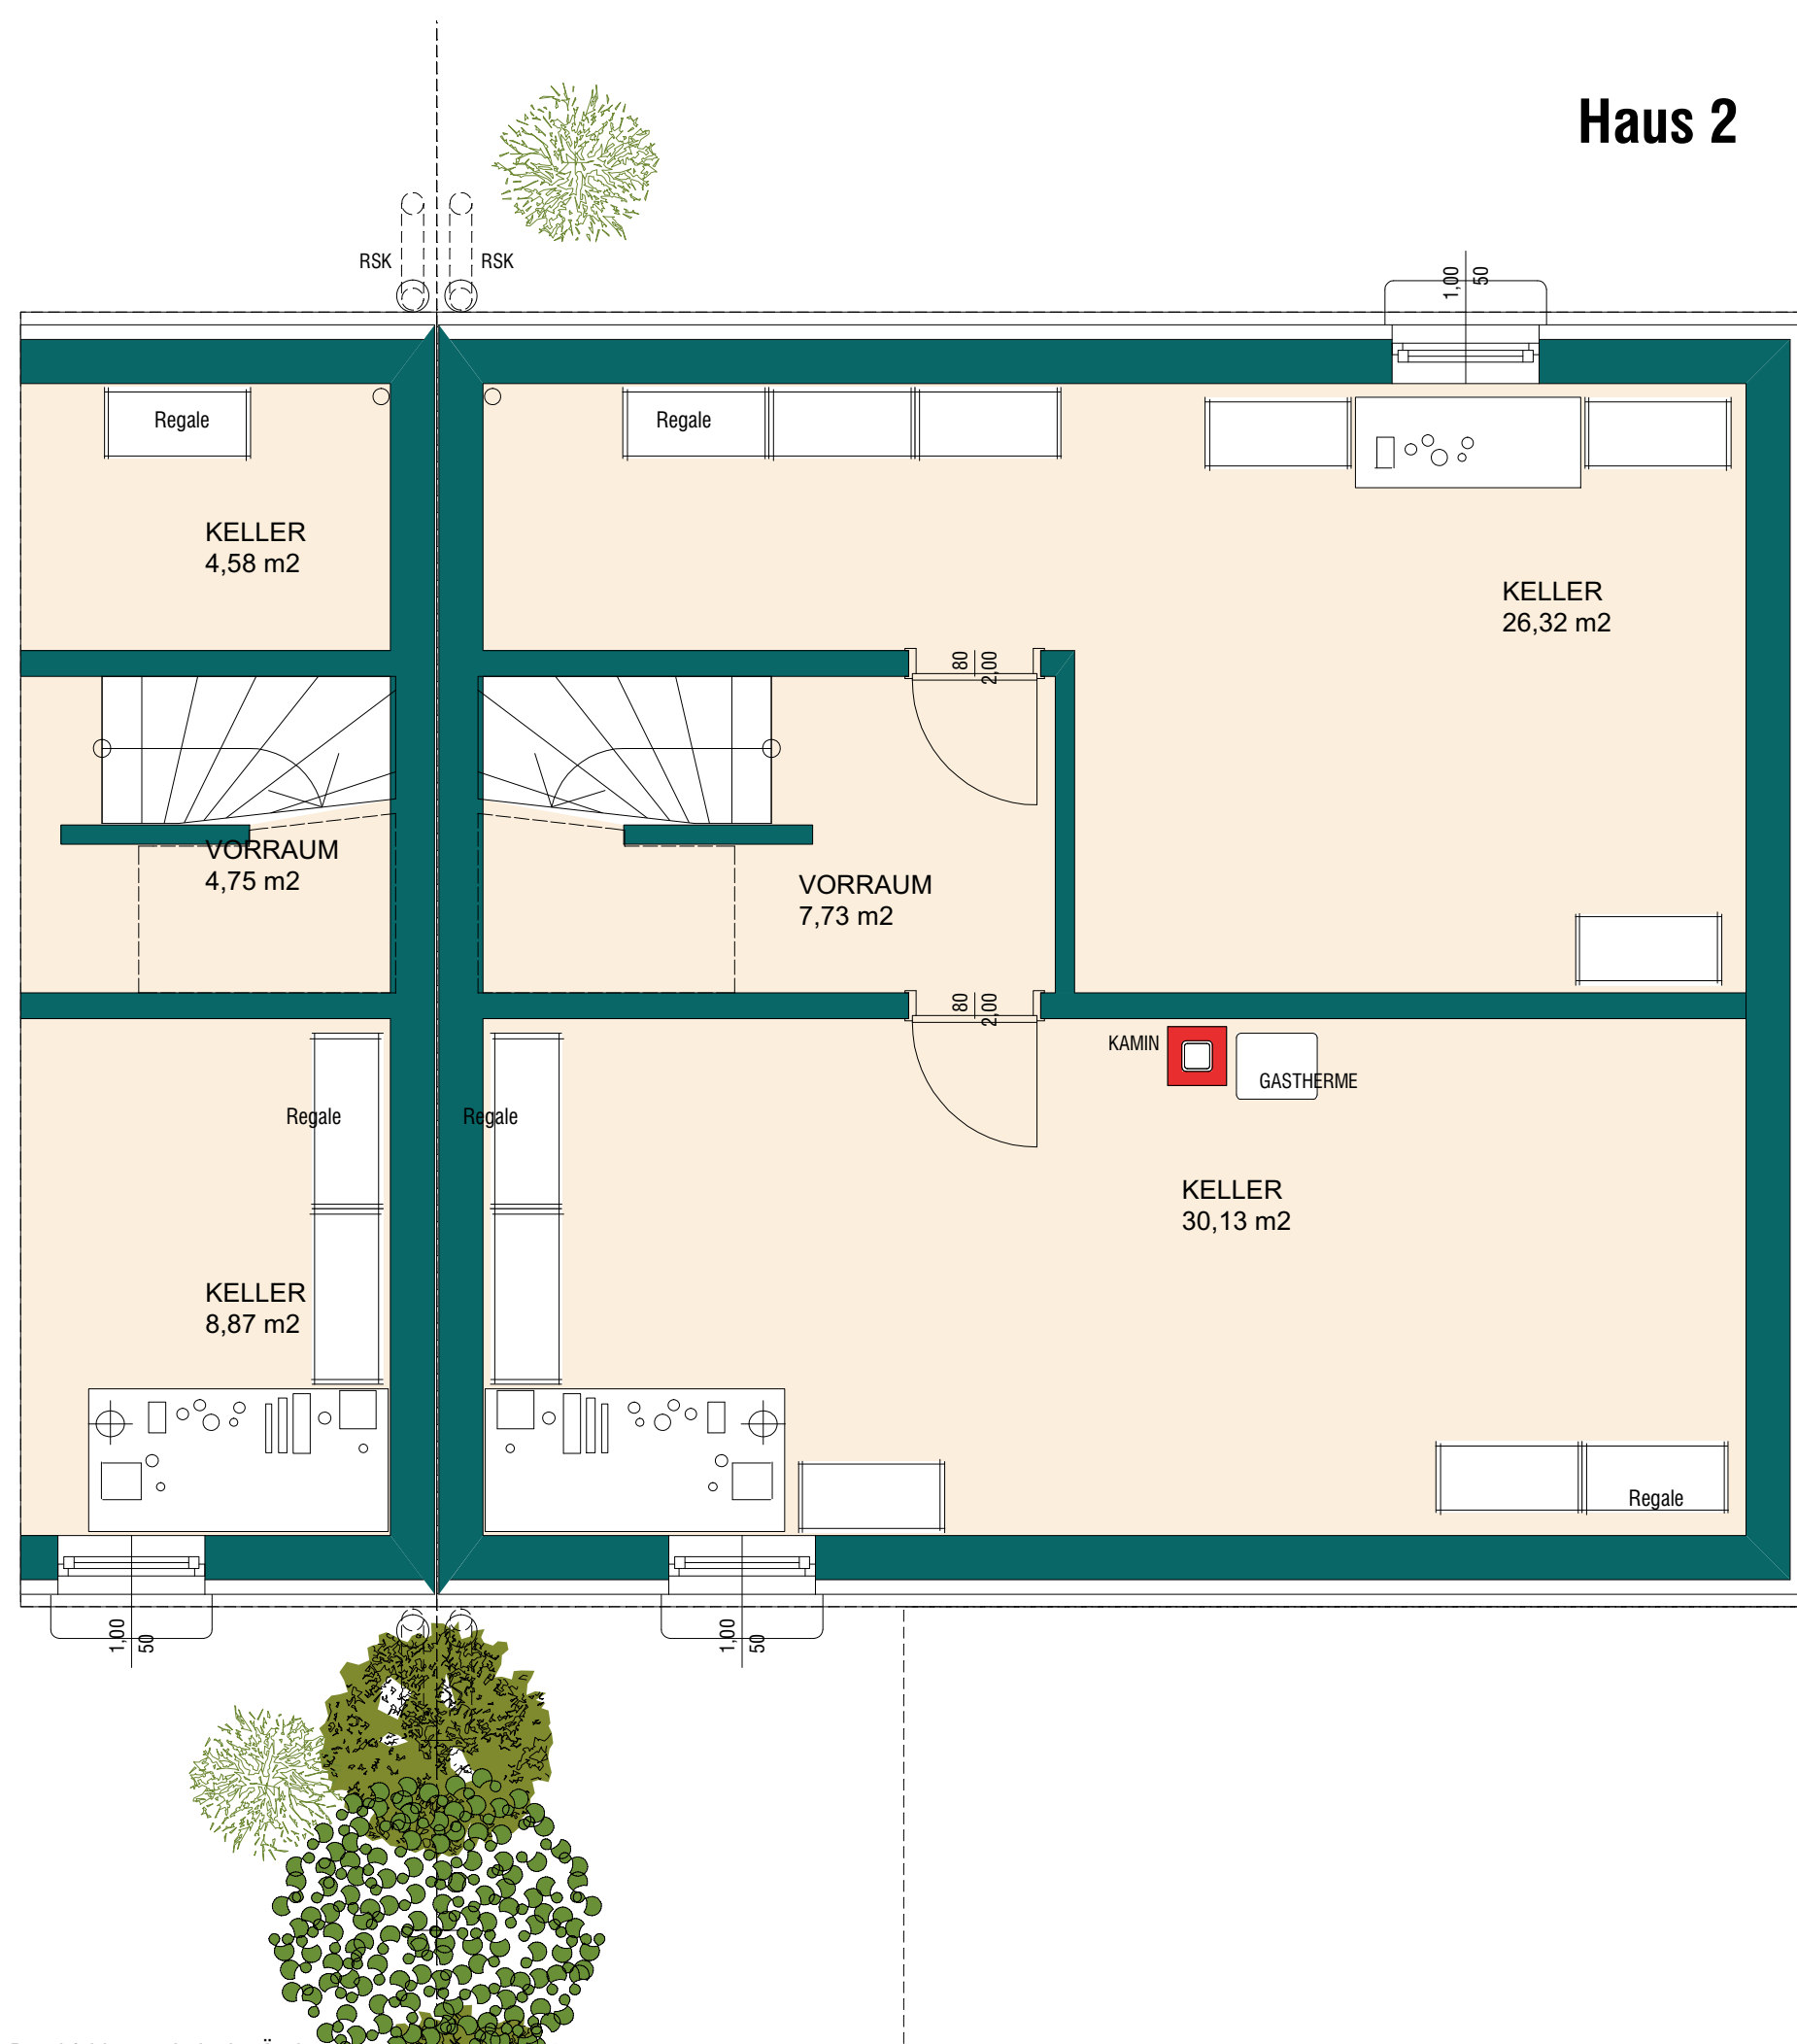 Haus 2
RSK
RSK
1,00
50
Regale
Regale
KELLER
4,58 m2
KELLER
26,32 m2
80
2,00
VORRAUM
4,75 m2
VORRAUM
7,73 m2
80
2,00
KAMIN
GASTHERME
Regale
Regale
KELLER
30,13 m2
KELLER
8,87 m2
Regale
1,00
50
1,00
50